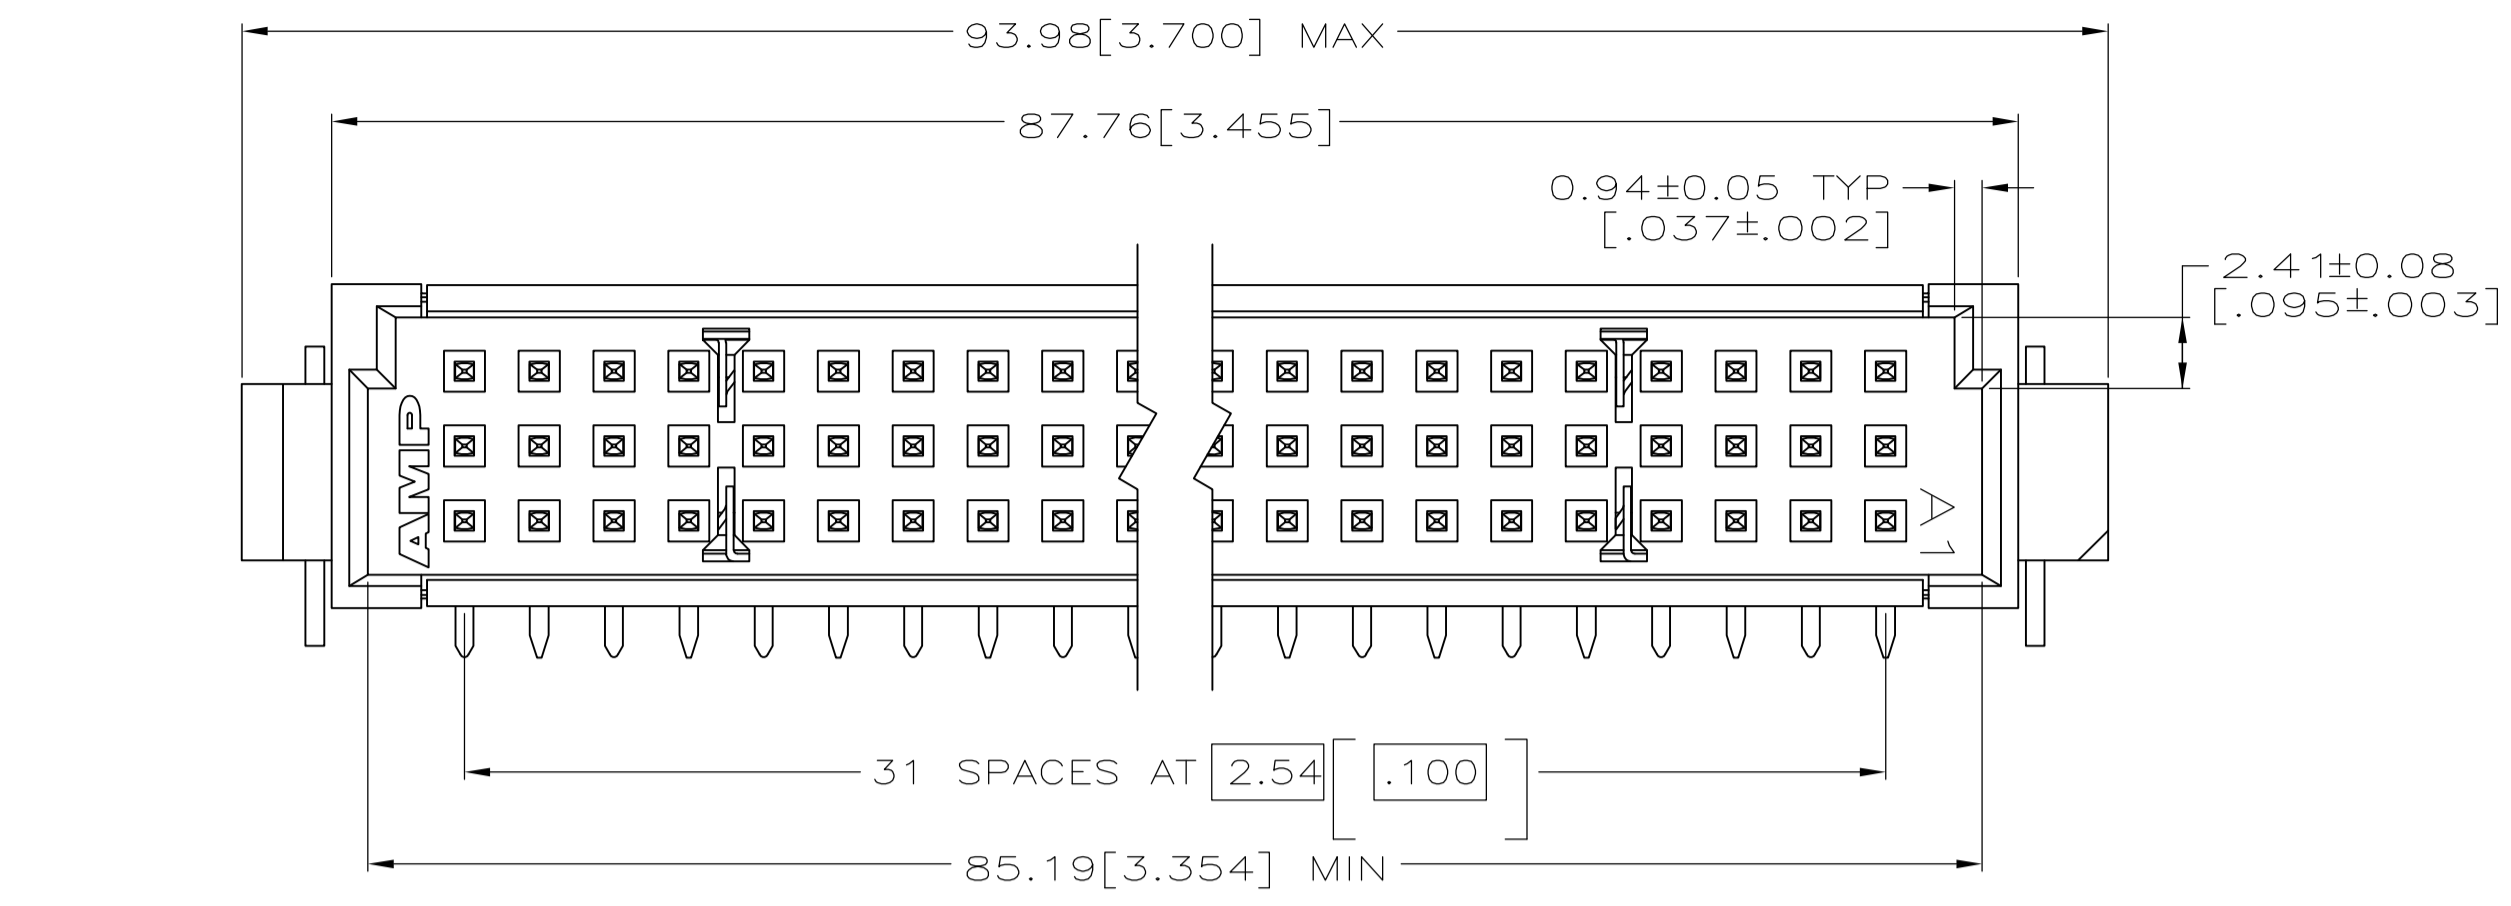 93.98[3.700] MAX
87.76[3.455]
0.94±0.05 TYP
[.037±.002]
2.41±0.08
[.095±.003]
AMP
A
1
31 SPACES AT 2.54 [.100]
85.19[3.354] MIN